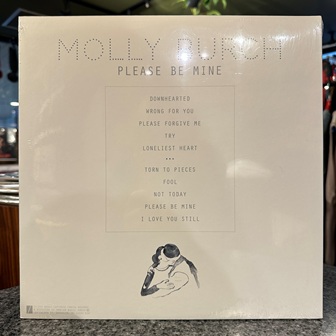 MOLLY BURCH
PLEASE BE MINE
DOWNHEARTED
WRONG FOR YOU
PLEASE FORGIVE ME
TRY
LONELIEST HEART
•••
TORN TO PIECES
FOOL
NOT TODAY
PLEASE BE MINE
I LOVE YOU STILL